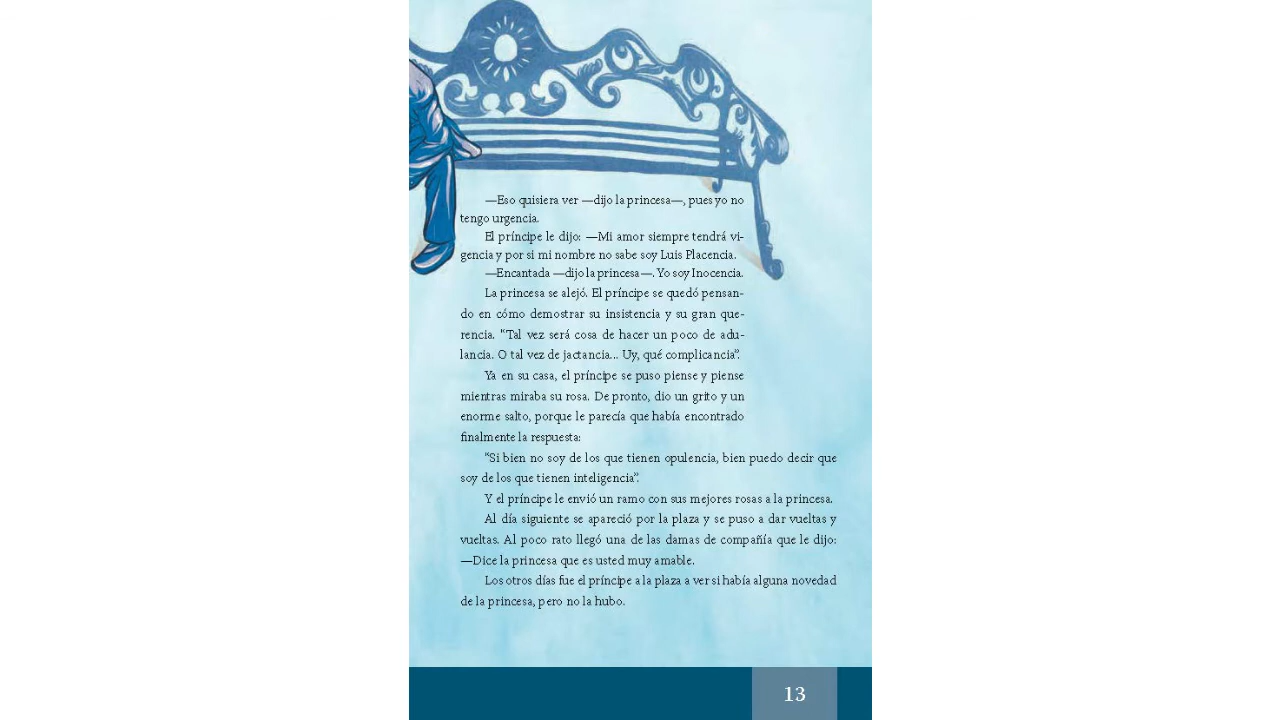 —Eso quisiera ver —dijo la princesa—, pues yo no
tengo urgencia.
El príncipe le dijo: —Mi amor siempre tendrá vi-
gencia y por si mi nombre no sabe soy Luis Placencia.
—Encantada —dijo la princesa—. Yo soy Inocencia.
La princesa se alejó. El príncipe se quedó pensan-
do en cómo demostrar su insistencia y su gran que-
rencia. “Tal vez será cosa de hacer un poco de adu-
lancia. O tal vez de jactancia... Uy, qué complicancia”.
Ya en su casa, el príncipe se puso piense y piense
mientras miraba su rosa. De pronto, dio un grito y un
enorme salto, porque le parecía que había encontrado
finalmente la respuesta:
“Si bien no soy de los que tienen opulencia, bien puedo decir que
soy de los que tienen inteligencia”.
Y el príncipe le envió un ramo con sus mejores rosas a la princesa.
Al día siguiente se apareció por la plaza y se puso a dar vueltas y
vueltas. Al poco rato llegó una de las damas de compañía que le dijo:
—Dice la princesa que es usted muy amable.
Los otros días fue el príncipe a la plaza a ver si había alguna novedad
de la princesa, pero no la hubo.
13